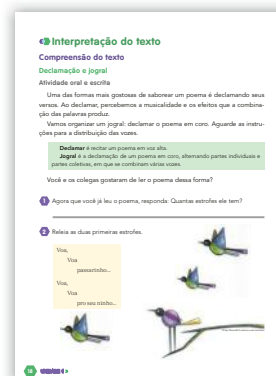 Interpretação do texto
Compreensão do texto
Declamação e jogral
Atividade oral e escrita
Uma das formas mais gostosas de saborear um poema é declamando seus
versos. Ao declamar, percebemos a musicalidade e os efeitos que a combina-
ção das palavras produz.
Vamos organizar um jogral: declamar o poema em coro. Aguarde as instru-
ções para a distribuição das vozes.
Declamar é recitar um poema em voz alta.
Jogral é a declamação de um poema em coro, alternando partes individuais e
partes coletivas, em que se combinam várias vozes.
Você e os colegas gostaram de ler o poema dessa forma?
1 Agora que você já leu o poema, responda: Quantas estrofes ele tem?
2 Releia as duas primeiras estrofes.
Voa,
Voa
passarinho...
Voa,
Voa
pro seu ninho...
18